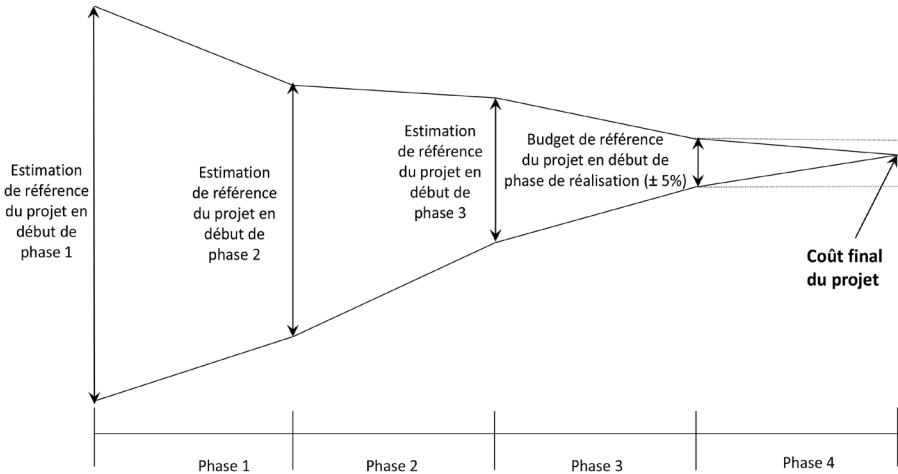 Estimation
de référence
du projet en
début de
phase 1
Estimation
de référence
du projet en
début de
phase 2
Estimation
de référence
du projet en
début de
phase 3
Budget de référence
du projet en début de
phase de réalisation (± 5%)
Coût final
du projet
Phase 1
Phase 2
Phase 3
Phase 4